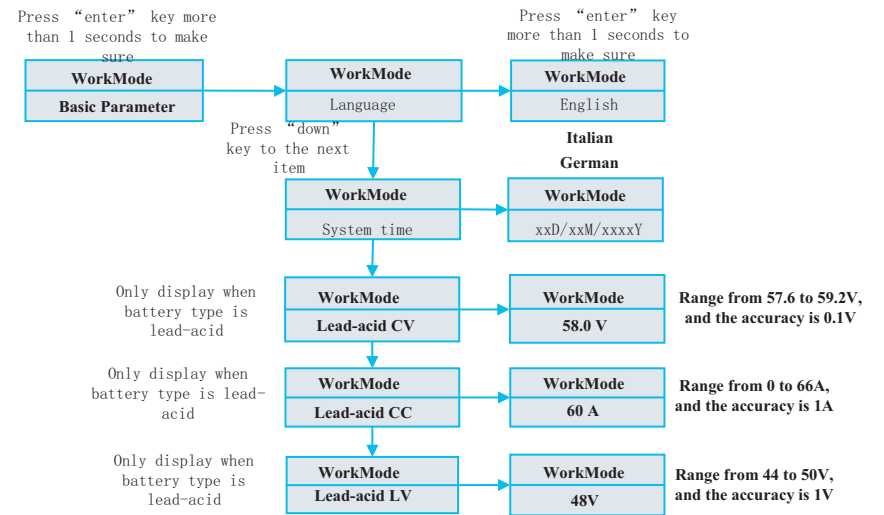 Press “enter” key more
than 1 seconds to make
sure
Press “enter” key
more than 1 seconds to
make sure
WorkMode
Basic Parameter
WorkMode
Language
WorkMode
English
Press “down”
key to the next
item
Italian
German
WorkMode
System time
WorkMode
xxD/xxM/xxxxY
Only display when
battery type is
lead-acid
WorkMode
Lead-acid CV
WorkMode
58.0 V
Range from 57.6 to 59.2V,
and the accuracy is 0.1V
Only display when
battery type is lead-
acid
WorkMode
Lead-acid CC
WorkMode
60 A
Range from 0 to 66A,
and the accuracy is 1A
Only display when
battery type is
lead-acid
WorkMode
Lead-acid LV
WorkMode
48V
Range from 44 to 50V,
and the accuracy is 1V